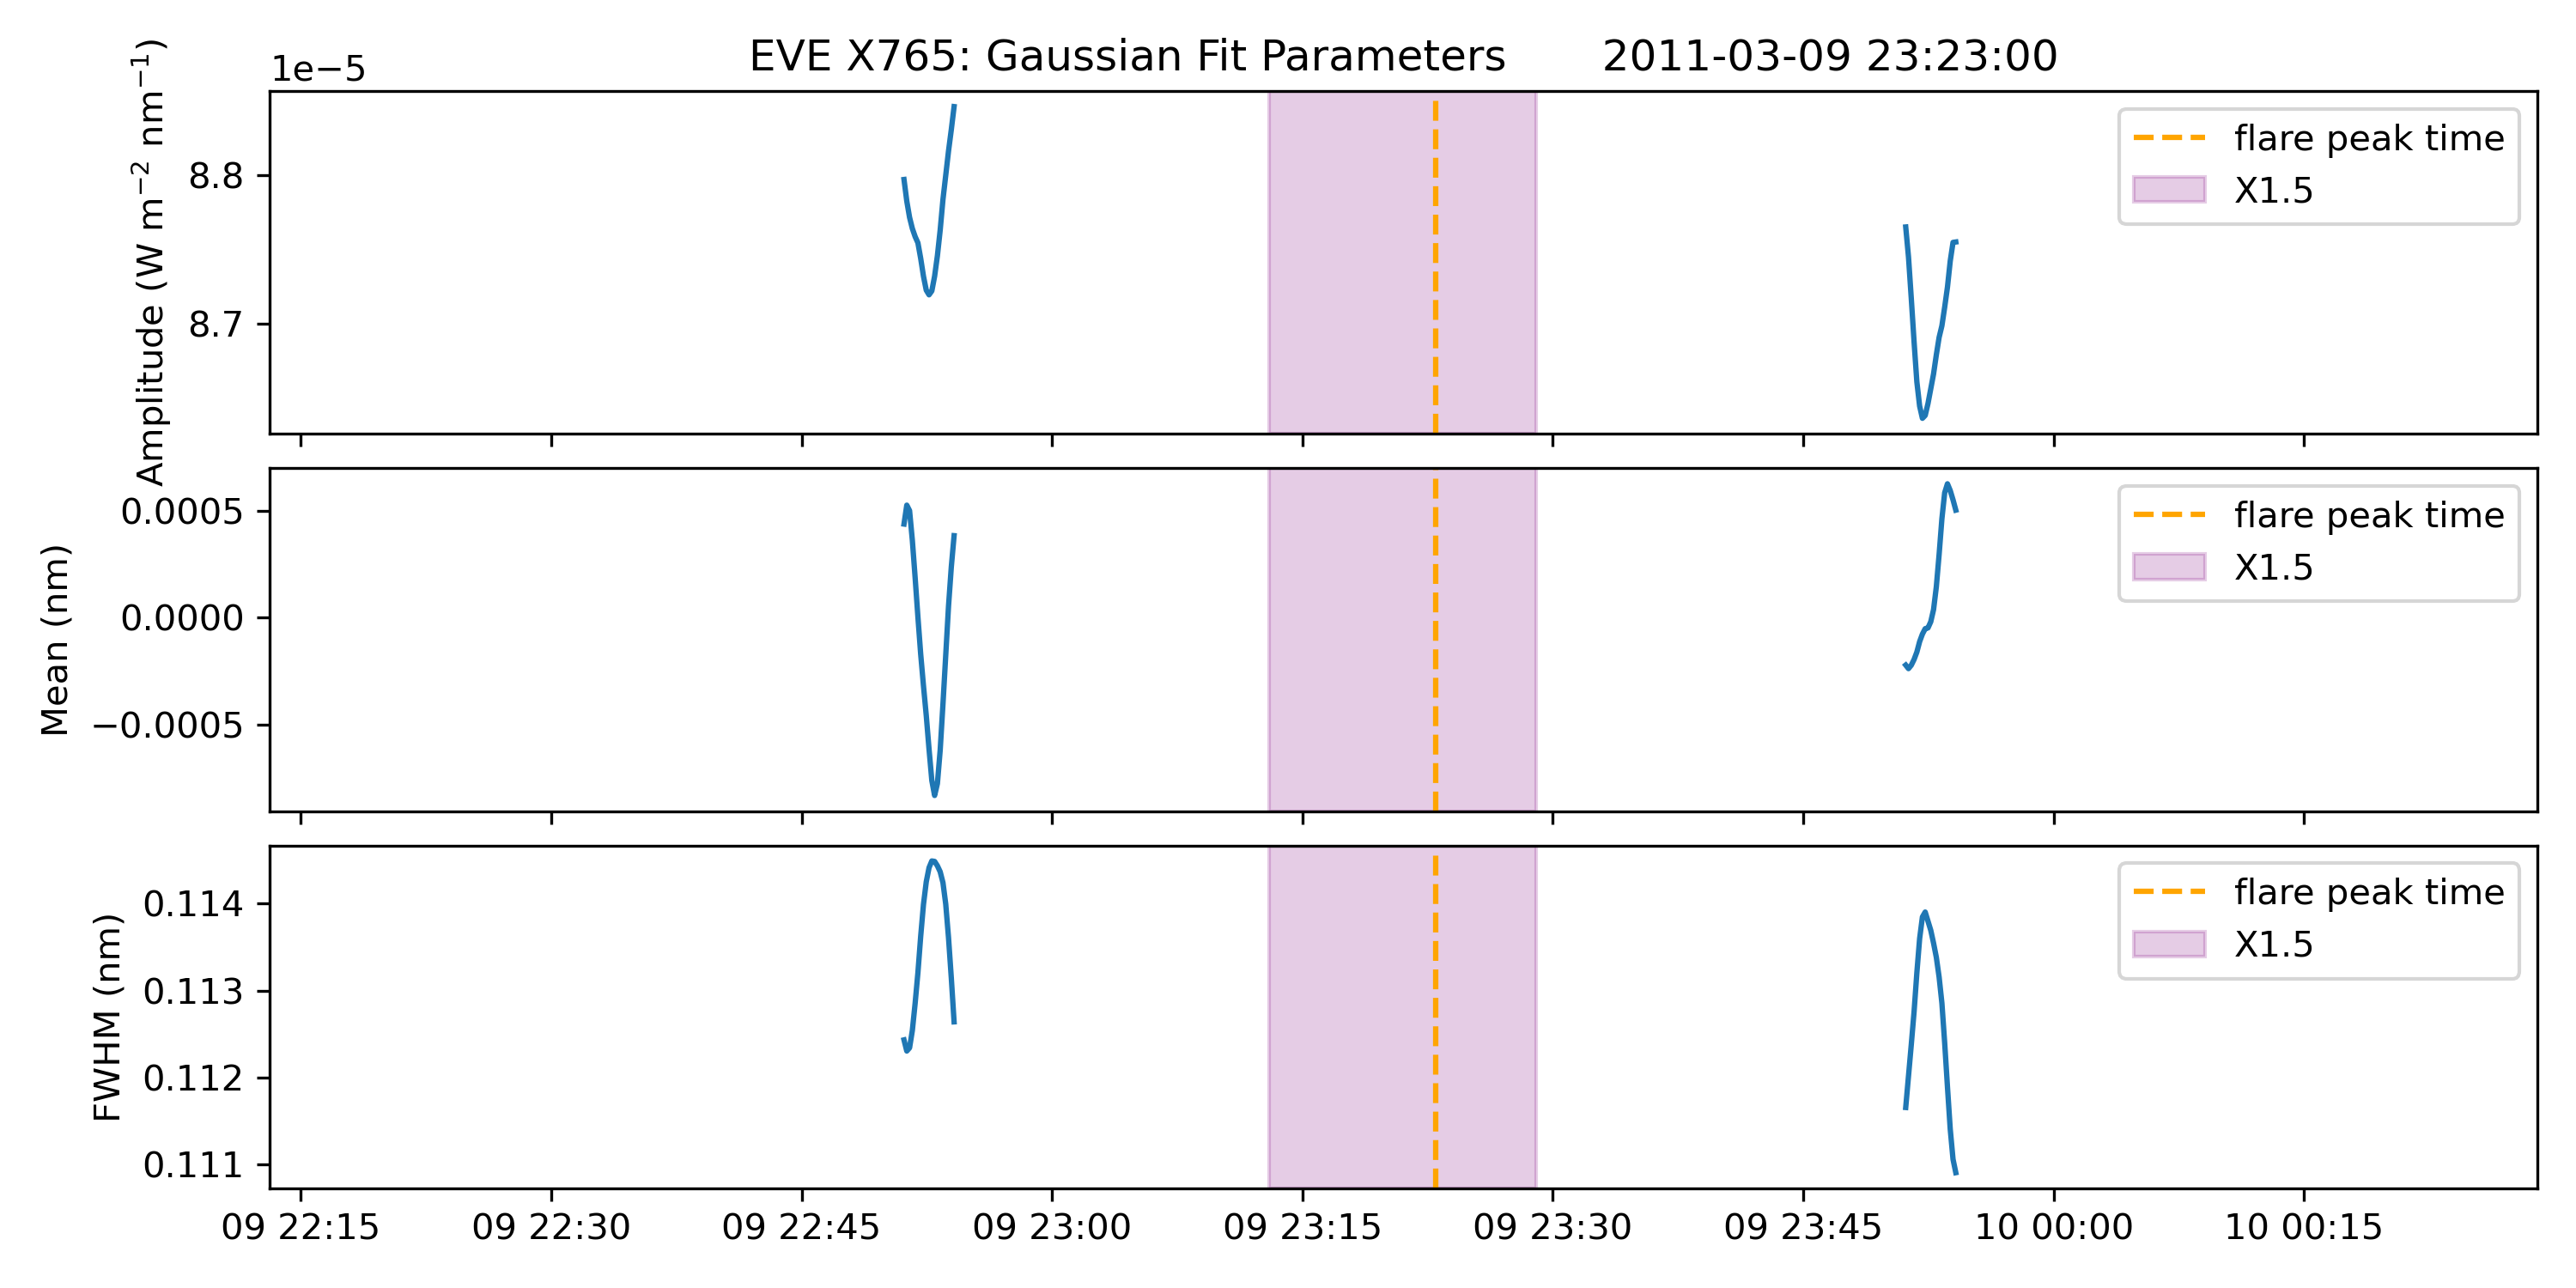 EVE X765: Gaussian Fit Parameters 2011-03-09 23:23:00
1e−5
Amplitude (W m⁻² nm⁻¹)
8.8
8.7
flare peak time
X1.5
Mean (nm)
0.0005
0.0000
−0.0005
flare peak time
X1.5
FWHM (nm)
0.114
0.113
0.112
0.111
flare peak time
X1.5
09 22:15 09 22:30 09 22:45 09 23:00 09 23:15 09 23:30 09 23:45 10 00:00 10 00:15